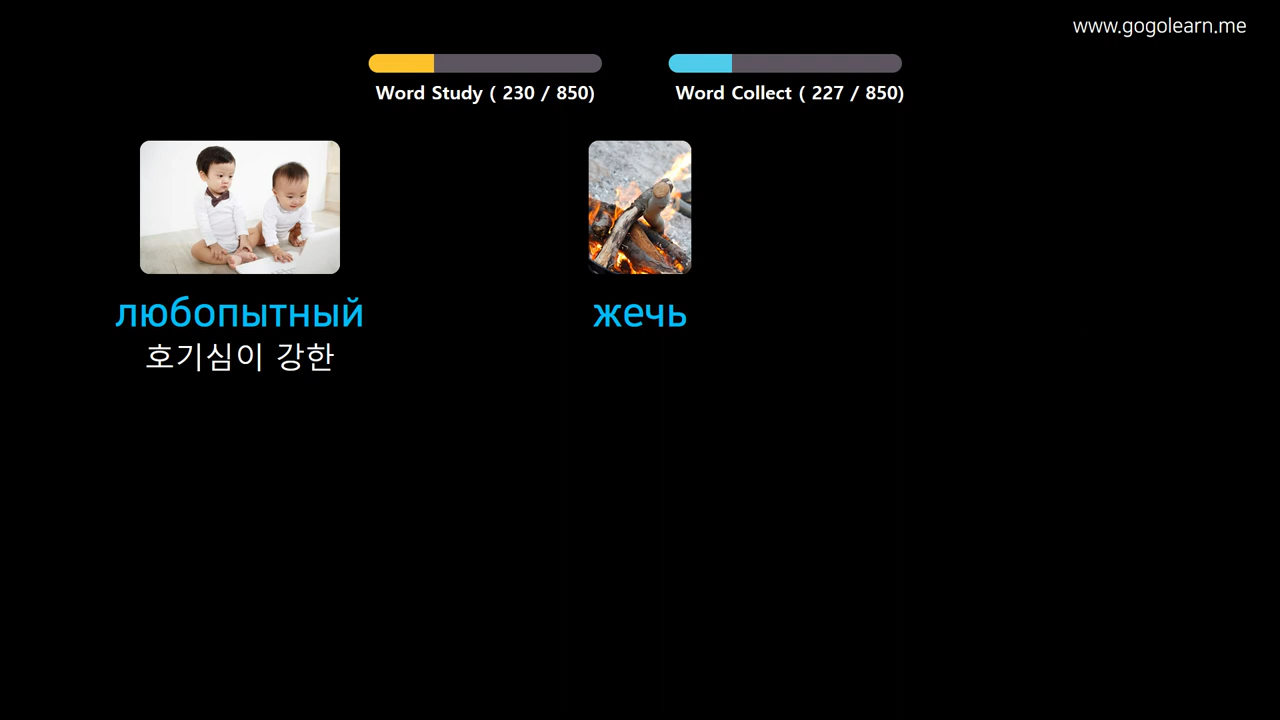 www.gogolearn.me
Word Study ( 230 / 850)
Word Collect ( 227 / 850)
любопытный
호기심이 강한
жечь